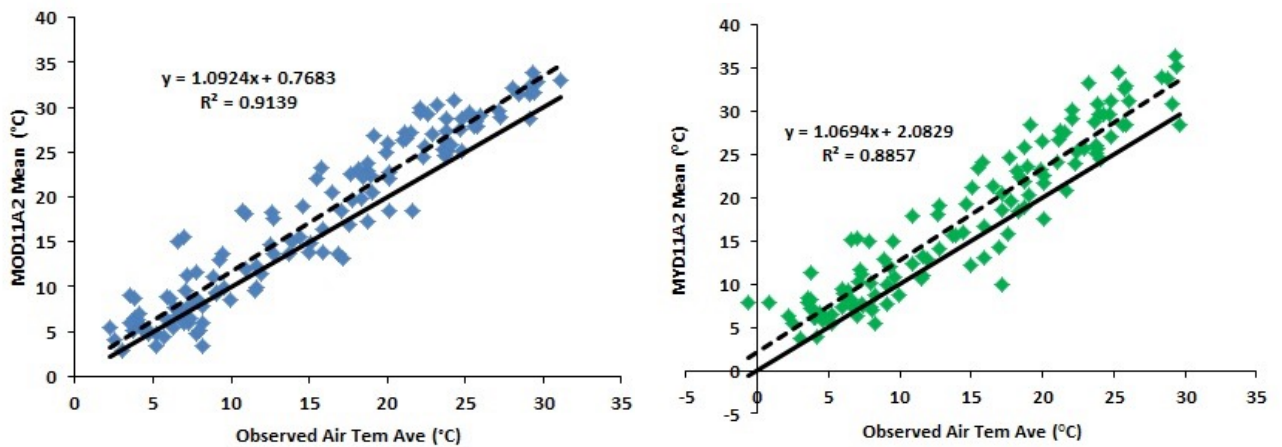 40
35
30
25
20
15
10
5
0
MOD11A2 Mean (°C)
y = 1.0924x + 0.7683
R² = 0.9139
0 5 10 15 20 25 30 35
Observed Air Tem Ave (°C)
40
35
30
25
20
15
10
5
0
-5
MYD11A2 Mean (°C)
y = 1.0694x + 2.0829
R² = 0.8857
-5 0 5 10 15 20 25 30 35
Observed Air Tem Ave (°C)